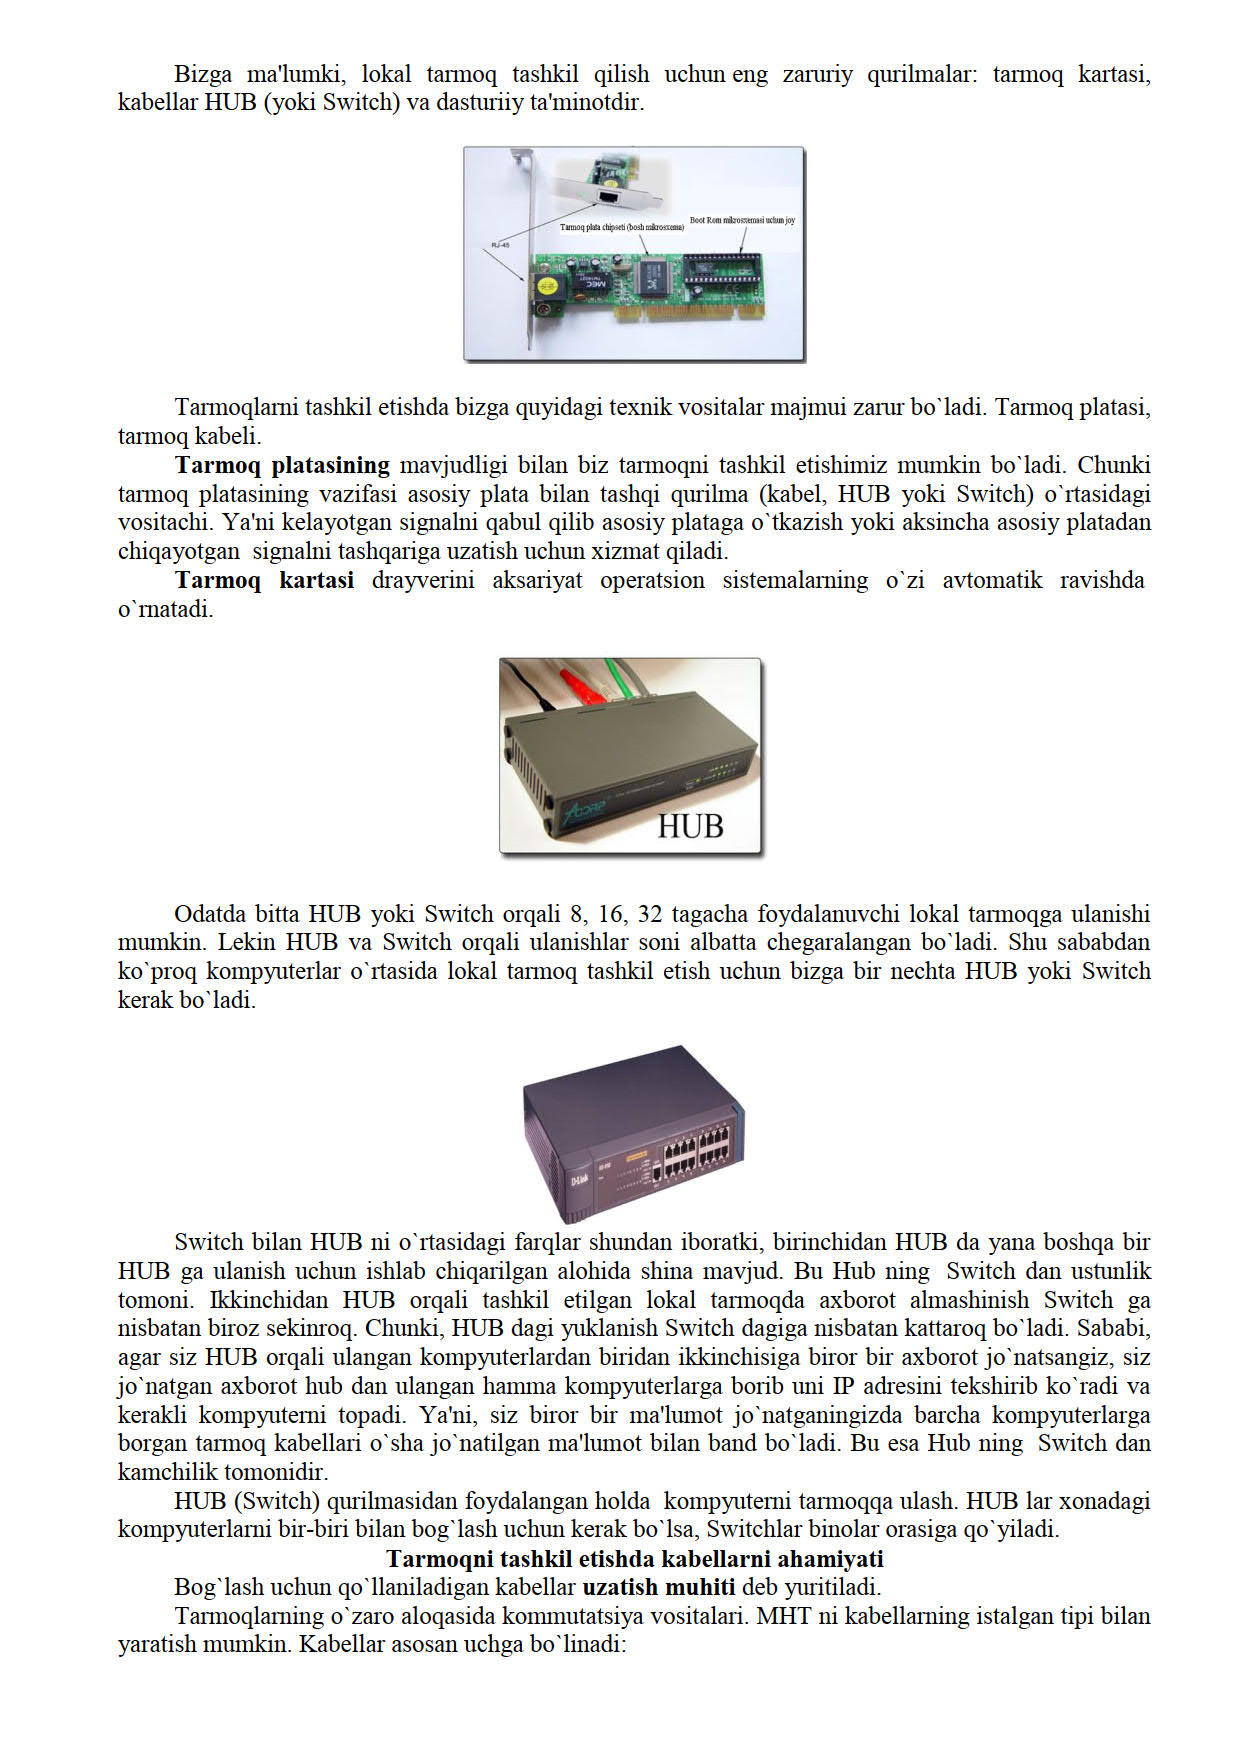 Bizga ma'lumki, lokal tarmoq tashkil qilish uchun eng zaruriy qurilmalar: tarmoq kartasi,
kabellar HUB (yoki Switch) va dasturiiy ta'minotdir.
Boot Rom mikrosxemasi uchun joy
Tarmoq plata chipseti (bosh mikrosxema)
RJ-45
MEC
Tarmoqlarni tashkil etishda bizga quyidagi texnik vositalar majmui zarur bo`ladi. Tarmoq platasi,
tarmoq kabeli.
Tarmoq platasining mavjudligi bilan biz tarmoqni tashkil etishimiz mumkin bo`ladi. Chunki
tarmoq platasining vazifasi asosiy plata bilan tashqi qurilma (kabel, HUB yoki Switch) o`rtasidagi
vositachi. Ya'ni kelayotgan signalni qabul qilib asosiy plataga o`tkazish yoki aksincha asosiy platadan
chiqayotgan signalni tashqariga uzatish uchun xizmat qiladi.
Tarmoq kartasi drayverini aksariyat operatsion sistemalarning o`zi avtomatik ravishda
o`rnatadi.
ACORP
HUB
Odatda bitta HUB yoki Switch orqali 8, 16, 32 tagacha foydalanuvchi lokal tarmoqga ulanishi
mumkin. Lekin HUB va Switch orqali ulanishlar soni albatta chegaralangan bo`ladi. Shu sababdan
ko`proq kompyuterlar o`rtasida lokal tarmoq tashkil etish uchun bizga bir nechta HUB yoki Switch
kerak bo`ladi.
D-Link
Switch bilan HUB ni o`rtasidagi farqlar shundan iboratki, birinchidan HUB da yana boshqa bir
HUB ga ulanish uchun ishlab chiqarilgan alohida shina mavjud. Bu Hub ning Switch dan ustunlik
tomoni. Ikkinchidan HUB orqali tashkil etilgan lokal tarmoqda axborot almashinish Switch ga
nisbatan biroz sekinroq. Chunki, HUB dagi yuklanish Switch dagiga nisbatan kattaroq bo`ladi. Sababi,
agar siz HUB orqali ulangan kompyuterlardan biridan ikkinchisiga biror bir axborot jo`natsangiz, siz
jo`natgan axborot hub dan ulangan hamma kompyuterlarga borib uni IP adresini tekshirib ko`radi va
kerakli kompyuterni topadi. Ya'ni, siz biror bir ma'lumot jo`natganingizda barcha kompyuterlarga
borgan tarmoq kabellari o`sha jo`natilgan ma'lumot bilan band bo`ladi. Bu esa Hub ning Switch dan
kamchilik tomonidir.
HUB (Switch) qurilmasidan foydalangan holda kompyuterni tarmoqqa ulash. HUB lar xonadagi
kompyuterlarni bir-biri bilan bog`lash uchun kerak bo`lsa, Switchlar binolar orasiga qo`yiladi.
Tarmoqni tashkil etishda kabellarni ahamiyati
Bog`lash uchun qo`llaniladigan kabellar uzatish muhiti deb yuritiladi.
Tarmoqlarning o`zaro aloqasida kommutatsiya vositalari. MHT ni kabellarning istalgan tipi bilan
yaratish mumkin. Kabellar asosan uchga bo`linadi: